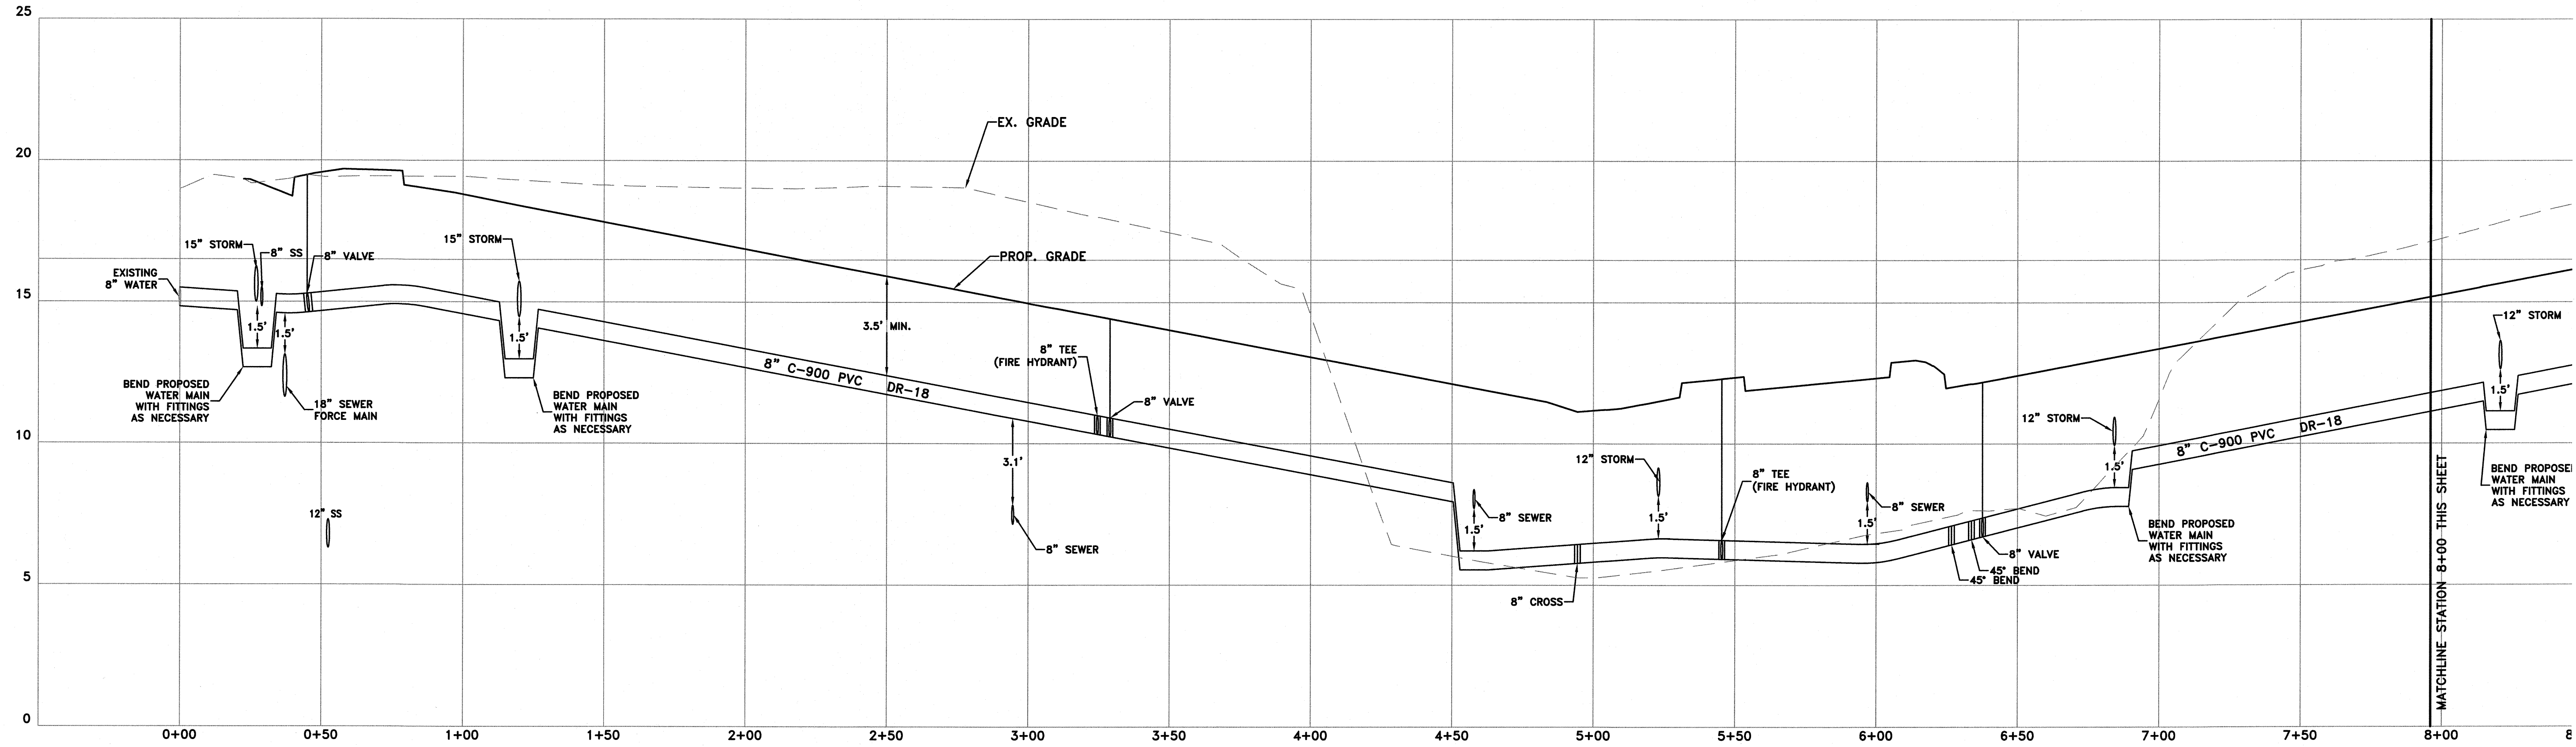 25
20
15
10
5
0
EX. GRADE
PROP. GRADE
15" STORM
8" SS
8" VALVE
EXISTING
8" WATER
1.5'
1.5'
BEND PROPOSED
WATER MAIN
WITH FITTINGS
AS NECESSARY
18" SEWER
FORCE MAIN
12" SS
15" STORM
1.5'
BEND PROPOSED
WATER MAIN
WITH FITTINGS
AS NECESSARY
8" C-900 PVC DR-18
3.5' MIN.
8" TEE
(FIRE HYDRANT)
8" VALVE
3.1'
8" SEWER
8" SEWER
1.5'
12" STORM
1.5'
8" CROSS
8" TEE
(FIRE HYDRANT)
8" SEWER
1.5'
8" VALVE
45° BEND
45° BEND
12" STORM
1.5'
BEND PROPOSED
WATER MAIN
WITH FITTINGS
AS NECESSARY
8" C-900 PVC DR-18
MATCHLINE STATION 8+00 THIS SHEET
12" STORM
1.5'
BEND PROPOSE
WATER MAIN
WITH FITTINGS
AS NECESSARY
0+00 0+50 1+00 1+50 2+00 2+50 3+00 3+50 4+00 4+50 5+00 5+50 6+00 6+50 7+00 7+50 8+00 8